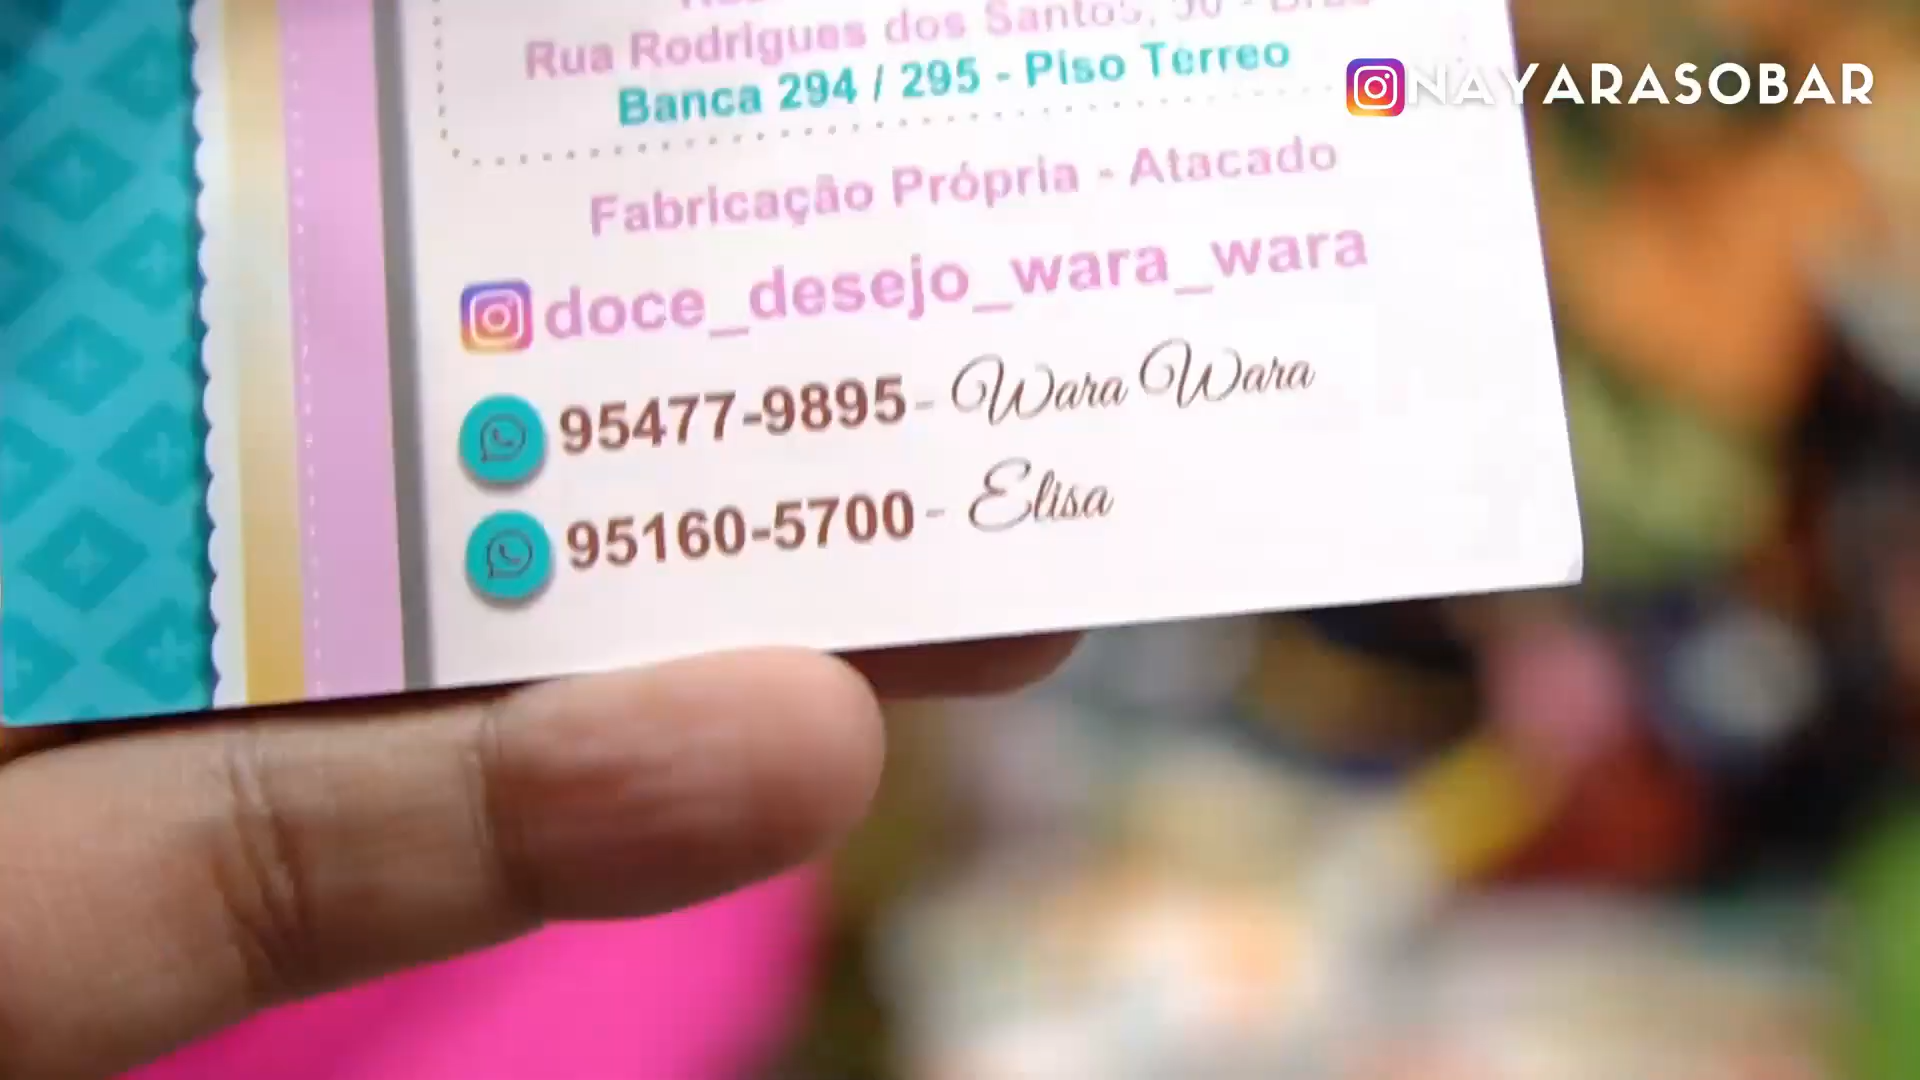 Rua Rodrigues dos Santos,
Banca 294 / 295 - Piso Térreo
NAYARASOBAR
Fabricação Própria - Atacado
doce_desejo_wara_wara
95477-9895 - Wara Wara
95160-5700 - Elisa